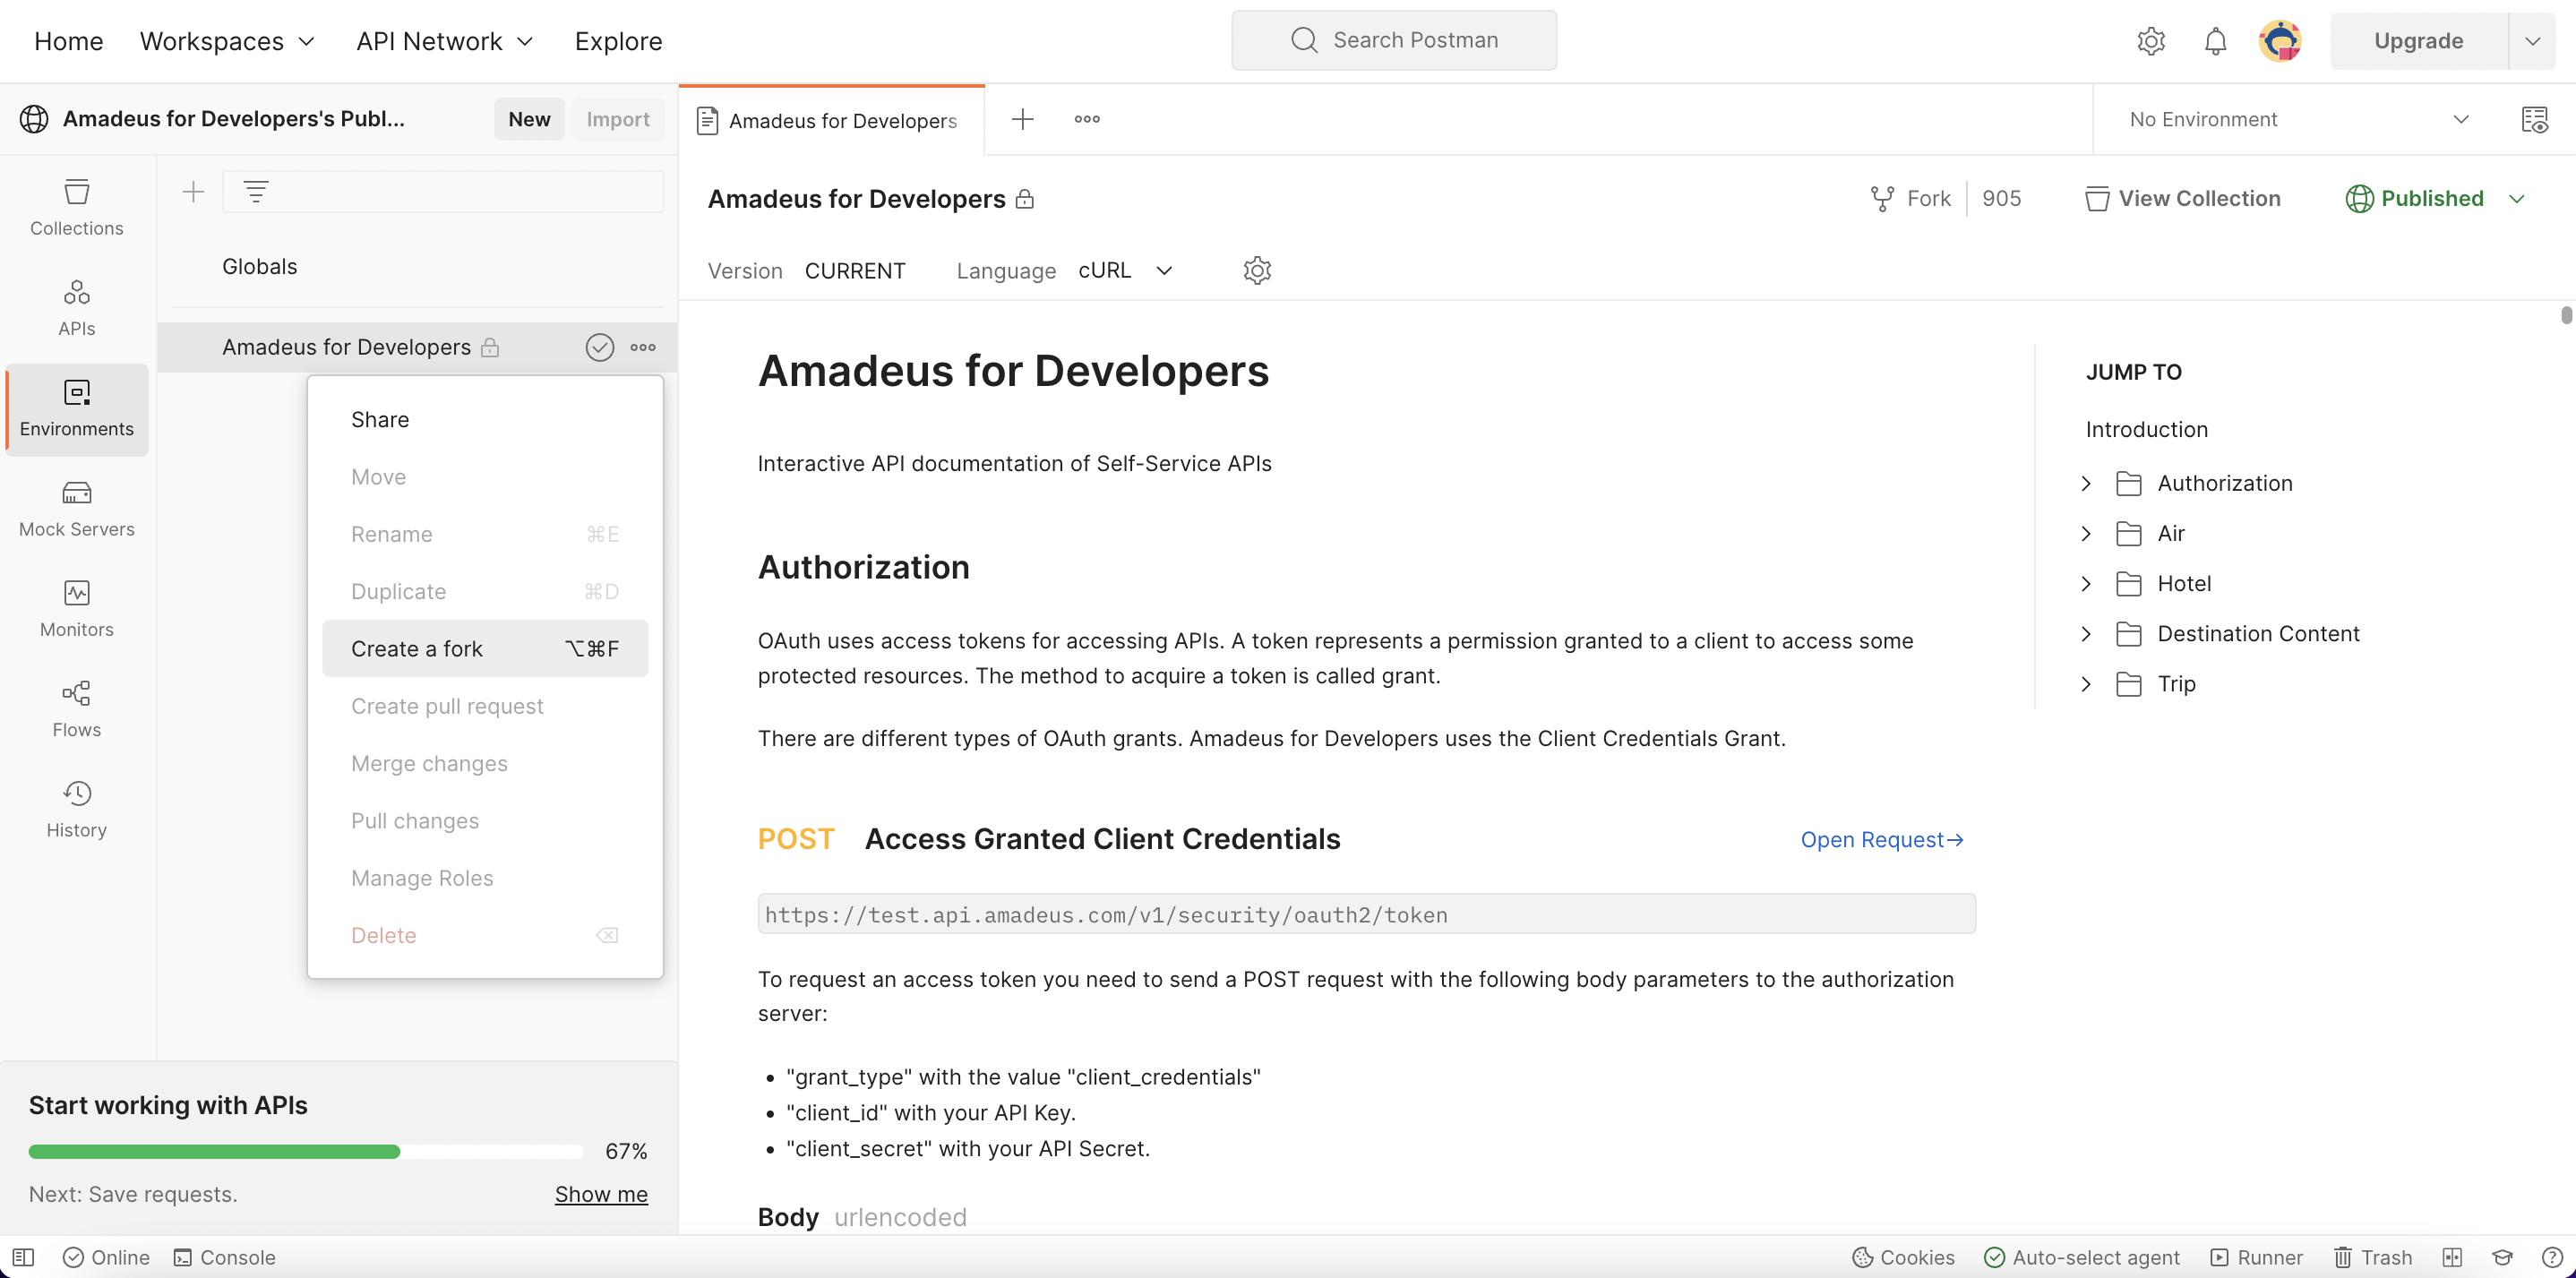 Home Workspaces API Network Explore Search Postman Upgrade
Amadeus for Developers's Publ... New Import
Amadeus for Developers
No Environment
Collections
APIs
Environments
Mock Servers
Monitors
Flows
History
Globals
Amadeus for Developers
Share
Move
Rename ⌘E
Duplicate ⌘D
Create a fork ⌥⌘F
Create pull request
Merge changes
Pull changes
Manage Roles
Delete
Start working with APIs
67%
Next: Save requests. Show me
Amadeus for Developers Fork 905 View Collection Published
Version CURRENT Language cURL
Amadeus for Developers
Interactive API documentation of Self-Service APIs
Authorization
OAuth uses access tokens for accessing APIs. A token represents a permission granted to a client to access some
protected resources. The method to acquire a token is called grant.
There are different types of OAuth grants. Amadeus for Developers uses the Client Credentials Grant.
POST Access Granted Client Credentials Open Request→
https://test.api.amadeus.com/v1/security/oauth2/token
To request an access token you need to send a POST request with the following body parameters to the authorization
server:
• "grant_type" with the value "client_credentials"
• "client_id" with your API Key.
• "client_secret" with your API Secret.
Body urlencoded
JUMP TO
Introduction
Authorization
Air
Hotel
Destination Content
Trip
Online Console Cookies Auto-select agent Runner Trash